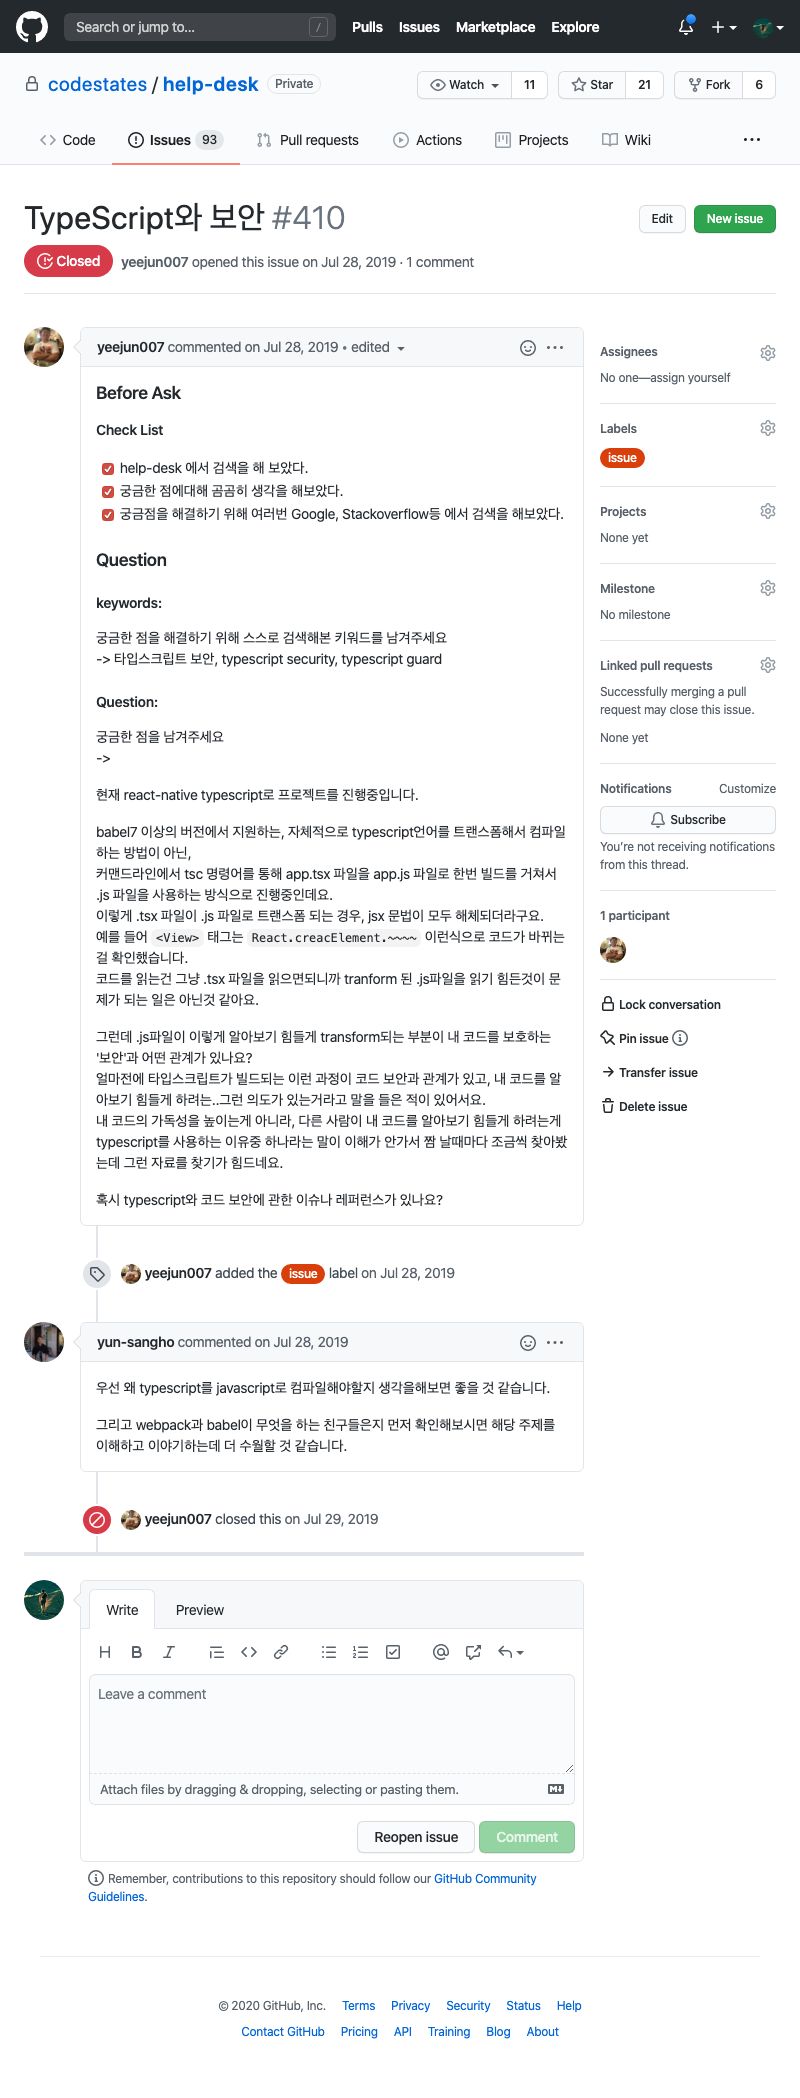 Search or jump to...
/
Pulls Issues Marketplace Explore
codestates / help-desk Private
Watch 11 Star 21 Fork 6
Code Issues 93 Pull requests Actions Projects Wiki
TypeScript와 보안 #410
Edit New issue
Closed yeejun007 opened this issue on Jul 28, 2019 · 1 comment
yeejun007 commented on Jul 28, 2019 • edited
Before Ask
Check List
help-desk 에서 검색을 해 보았다.
궁금한 점에대해 곰곰히 생각을 해보았다.
궁금점을 해결하기 위해 여러번 Google, Stackoverflow등 에서 검색을 해보았다.
Question
keywords:
궁금한 점을 해결하기 위해 스스로 검색해본 키워드를 남겨주세요
-> 타입스크립트 보안, typescript security, typescript guard
Question:
궁금한 점을 남겨주세요
->
현재 react-native typescript로 프로젝트를 진행중입니다.
babel7 이상의 버전에서 지원하는, 자체적으로 typescript언어를 트랜스폼해서 컴파일
하는 방법이 아닌,
커맨드라인에서 tsc 명령어를 통해 app.tsx 파일을 app.js 파일로 한번 빌드를 거쳐서
.js 파일을 사용하는 방식으로 진행중인데요.
이렇게 .tsx 파일이 .js 파일로 트랜스폼 되는 경우, jsx 문법이 모두 해체되더라구요.
예를 들어 <View> 태그는 React.creacElement.~~~~ 이런식으로 코드가 바뀌는
걸 확인했습니다.
코드를 읽는건 그냥 .tsx 파일을 읽으면되니까 tranform 된 .js파일을 읽기 힘든것이 문
제가 되는 일은 아닌것 같아요.
그런데 .js파일이 이렇게 알아보기 힘들게 transform되는 부분이 내 코드를 보호하는
'보안'과 어떤 관계가 있나요?
얼마전에 타입스크립트가 빌드되는 이런 과정이 코드 보안과 관계가 있고, 내 코드를 알
아보기 힘들게 하려는..그런 의도가 있는거라고 말을 들은 적이 있어서요.
내 코드의 가독성을 높이는게 아니라, 다른 사람이 내 코드를 알아보기 힘들게 하려는게
typescript를 사용하는 이유중 하나라는 말이 이해가 안가서 짬 날때마다 조금씩 찾아봤
는데 그런 자료를 찾기가 힘드네요.
혹시 typescript와 코드 보안에 관한 이슈나 레퍼런스가 있나요?
Assignees
No one—assign yourself
Labels
issue
Projects
None yet
Milestone
No milestone
Linked pull requests
Successfully merging a pull
request may close this issue.
None yet
Notifications Customize
Subscribe
You're not receiving notifications
from this thread.
1 participant
Lock conversation
Pin issue
Transfer issue
Delete issue
yeejun007 added the issue label on Jul 28, 2019
yun-sangho commented on Jul 28, 2019
우선 왜 typescript를 javascript로 컴파일해야할지 생각을해보면 좋을 것 같습니다.
그리고 webpack과 babel이 무엇을 하는 친구들은지 먼저 확인해보시면 해당 주제를
이해하고 이야기하는데 더 수월할 것 같습니다.
yeejun007 closed this on Jul 29, 2019
Write Preview
Leave a comment
Attach files by dragging & dropping, selecting or pasting them.
Reopen issue Comment
Remember, contributions to this repository should follow our GitHub Community
Guidelines.
© 2020 GitHub, Inc. Terms Privacy Security Status Help
Contact GitHub Pricing API Training Blog About